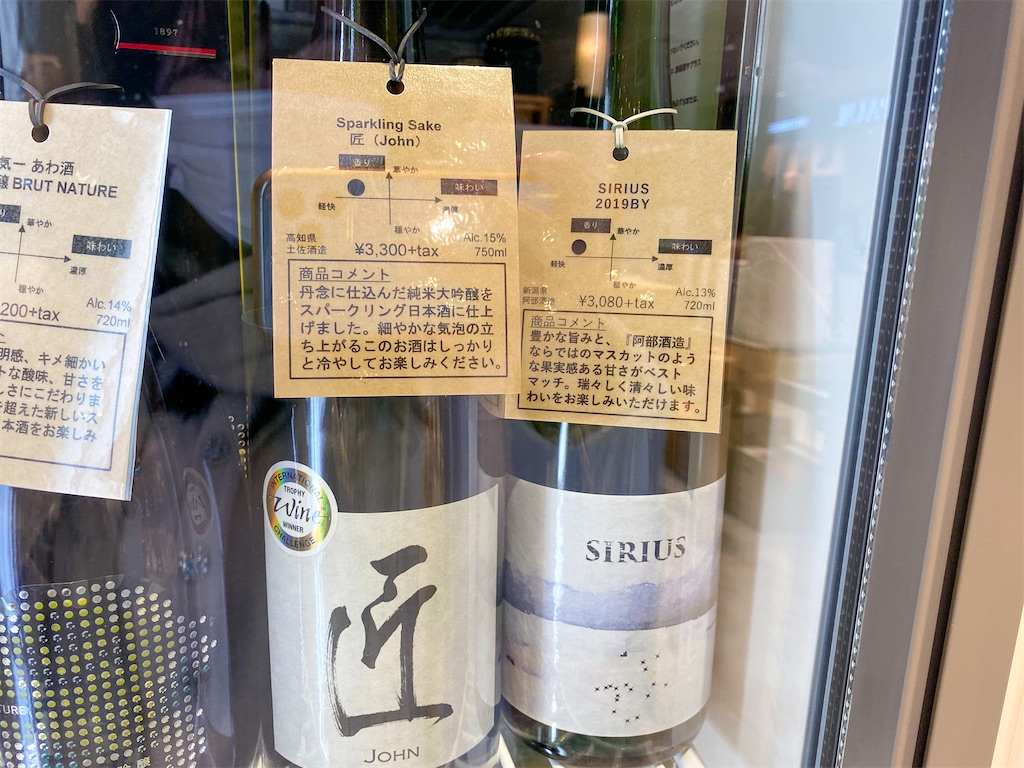 1897
気一 あわ酒
醸 BRUT NATURE
華やか
味わい
濃厚
穏やか
200+tax
Alc.14%
720ml
明感、キメ細かい
トな酸味、甘さを
しさにこだわりま
を超えた新しいス
本酒をお楽しみ
Sparkling Sake
匠（John）
香り
華やか
味わい
軽快
濃厚
穏やか
高知県
土佐酒造
¥3,300+tax
Alc.15%
750ml
商品コメント
丹念に仕込んだ純米大吟醸を
スパークリング日本酒に仕上
げました。細やかな気泡の立
ち上がるこのお酒はしっかり
と冷やしてお楽しみください。
SIRIUS
2019BY
香り
華やか
味わい
軽快
濃厚
穏やか
新潟県
阿部酒造
¥3,080+tax
Alc.13%
720ml
商品コメント
豊かな旨みと、『阿部酒造』
ならではのマスカットのよう
な果実感ある甘さがベスト
マッチ。瑞々しく清々しい味
わいをお楽しみいただけます。
INTERNATIONAL
TROPHY
Wine
WINNER
CHALLENGE
匠
JOHN
SIRIUS